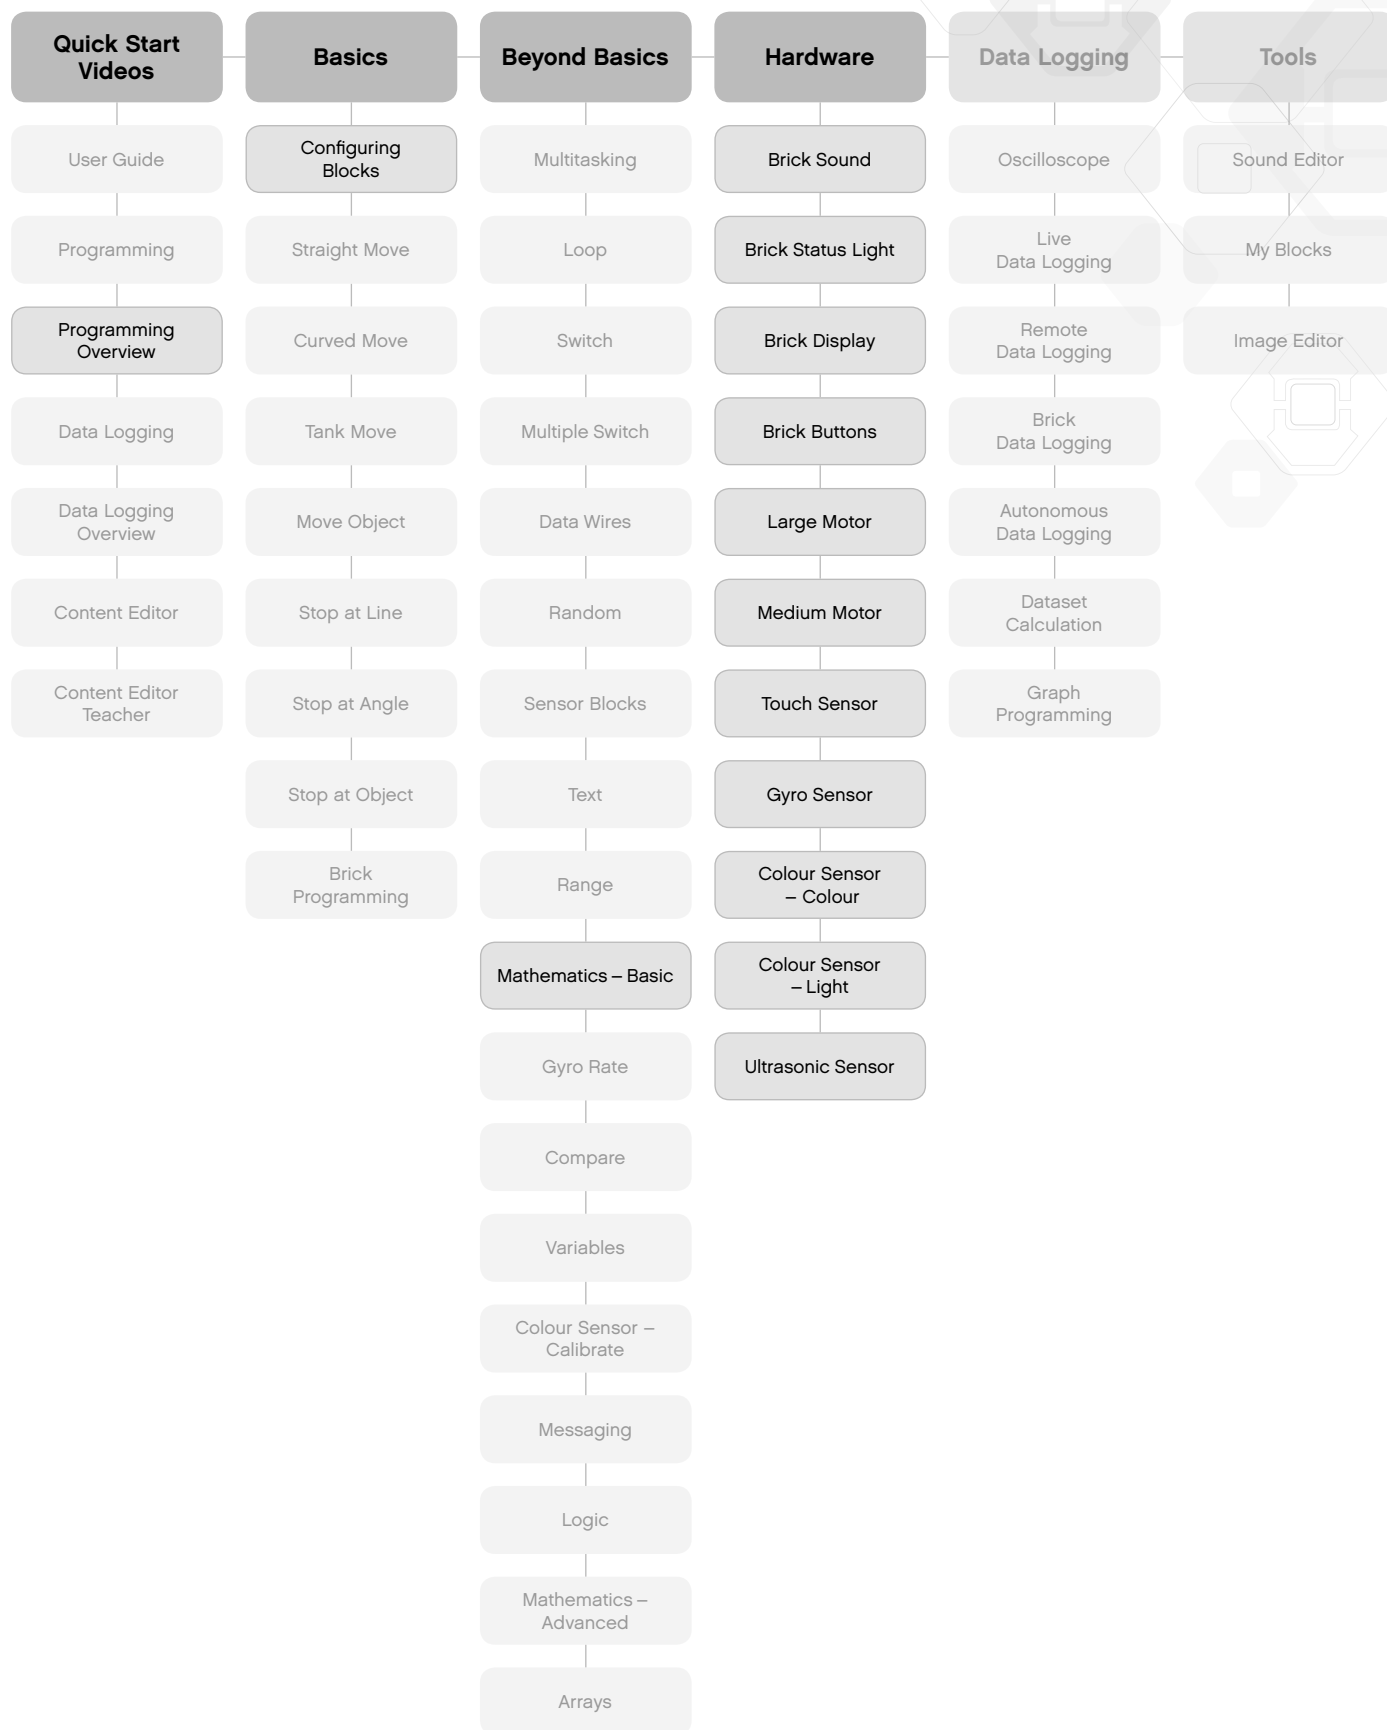 Quick Start
Videos
Basics
Beyond Basics
Hardware
Data Logging
Tools
User Guide
Programming
Programming
Overview
Data Logging
Data Logging
Overview
Content Editor
Content Editor
Teacher
Configuring
Blocks
Straight Move
Curved Move
Tank Move
Move Object
Stop at Line
Stop at Angle
Stop at Object
Brick
Programming
Multitasking
Loop
Switch
Multiple Switch
Data Wires
Random
Sensor Blocks
Text
Range
Mathematics – Basic
Gyro Rate
Compare
Variables
Colour Sensor –
Calibrate
Messaging
Logic
Mathematics –
Advanced
Arrays
Brick Sound
Brick Status Light
Brick Display
Brick Buttons
Large Motor
Medium Motor
Touch Sensor
Gyro Sensor
Colour Sensor
– Colour
Colour Sensor
– Light
Ultrasonic Sensor
Oscilloscope
Live
Data Logging
Remote
Data Logging
Brick
Data Logging
Autonomous
Data Logging
Dataset
Calculation
Graph
Programming
Sound Editor
My Blocks
Image Editor